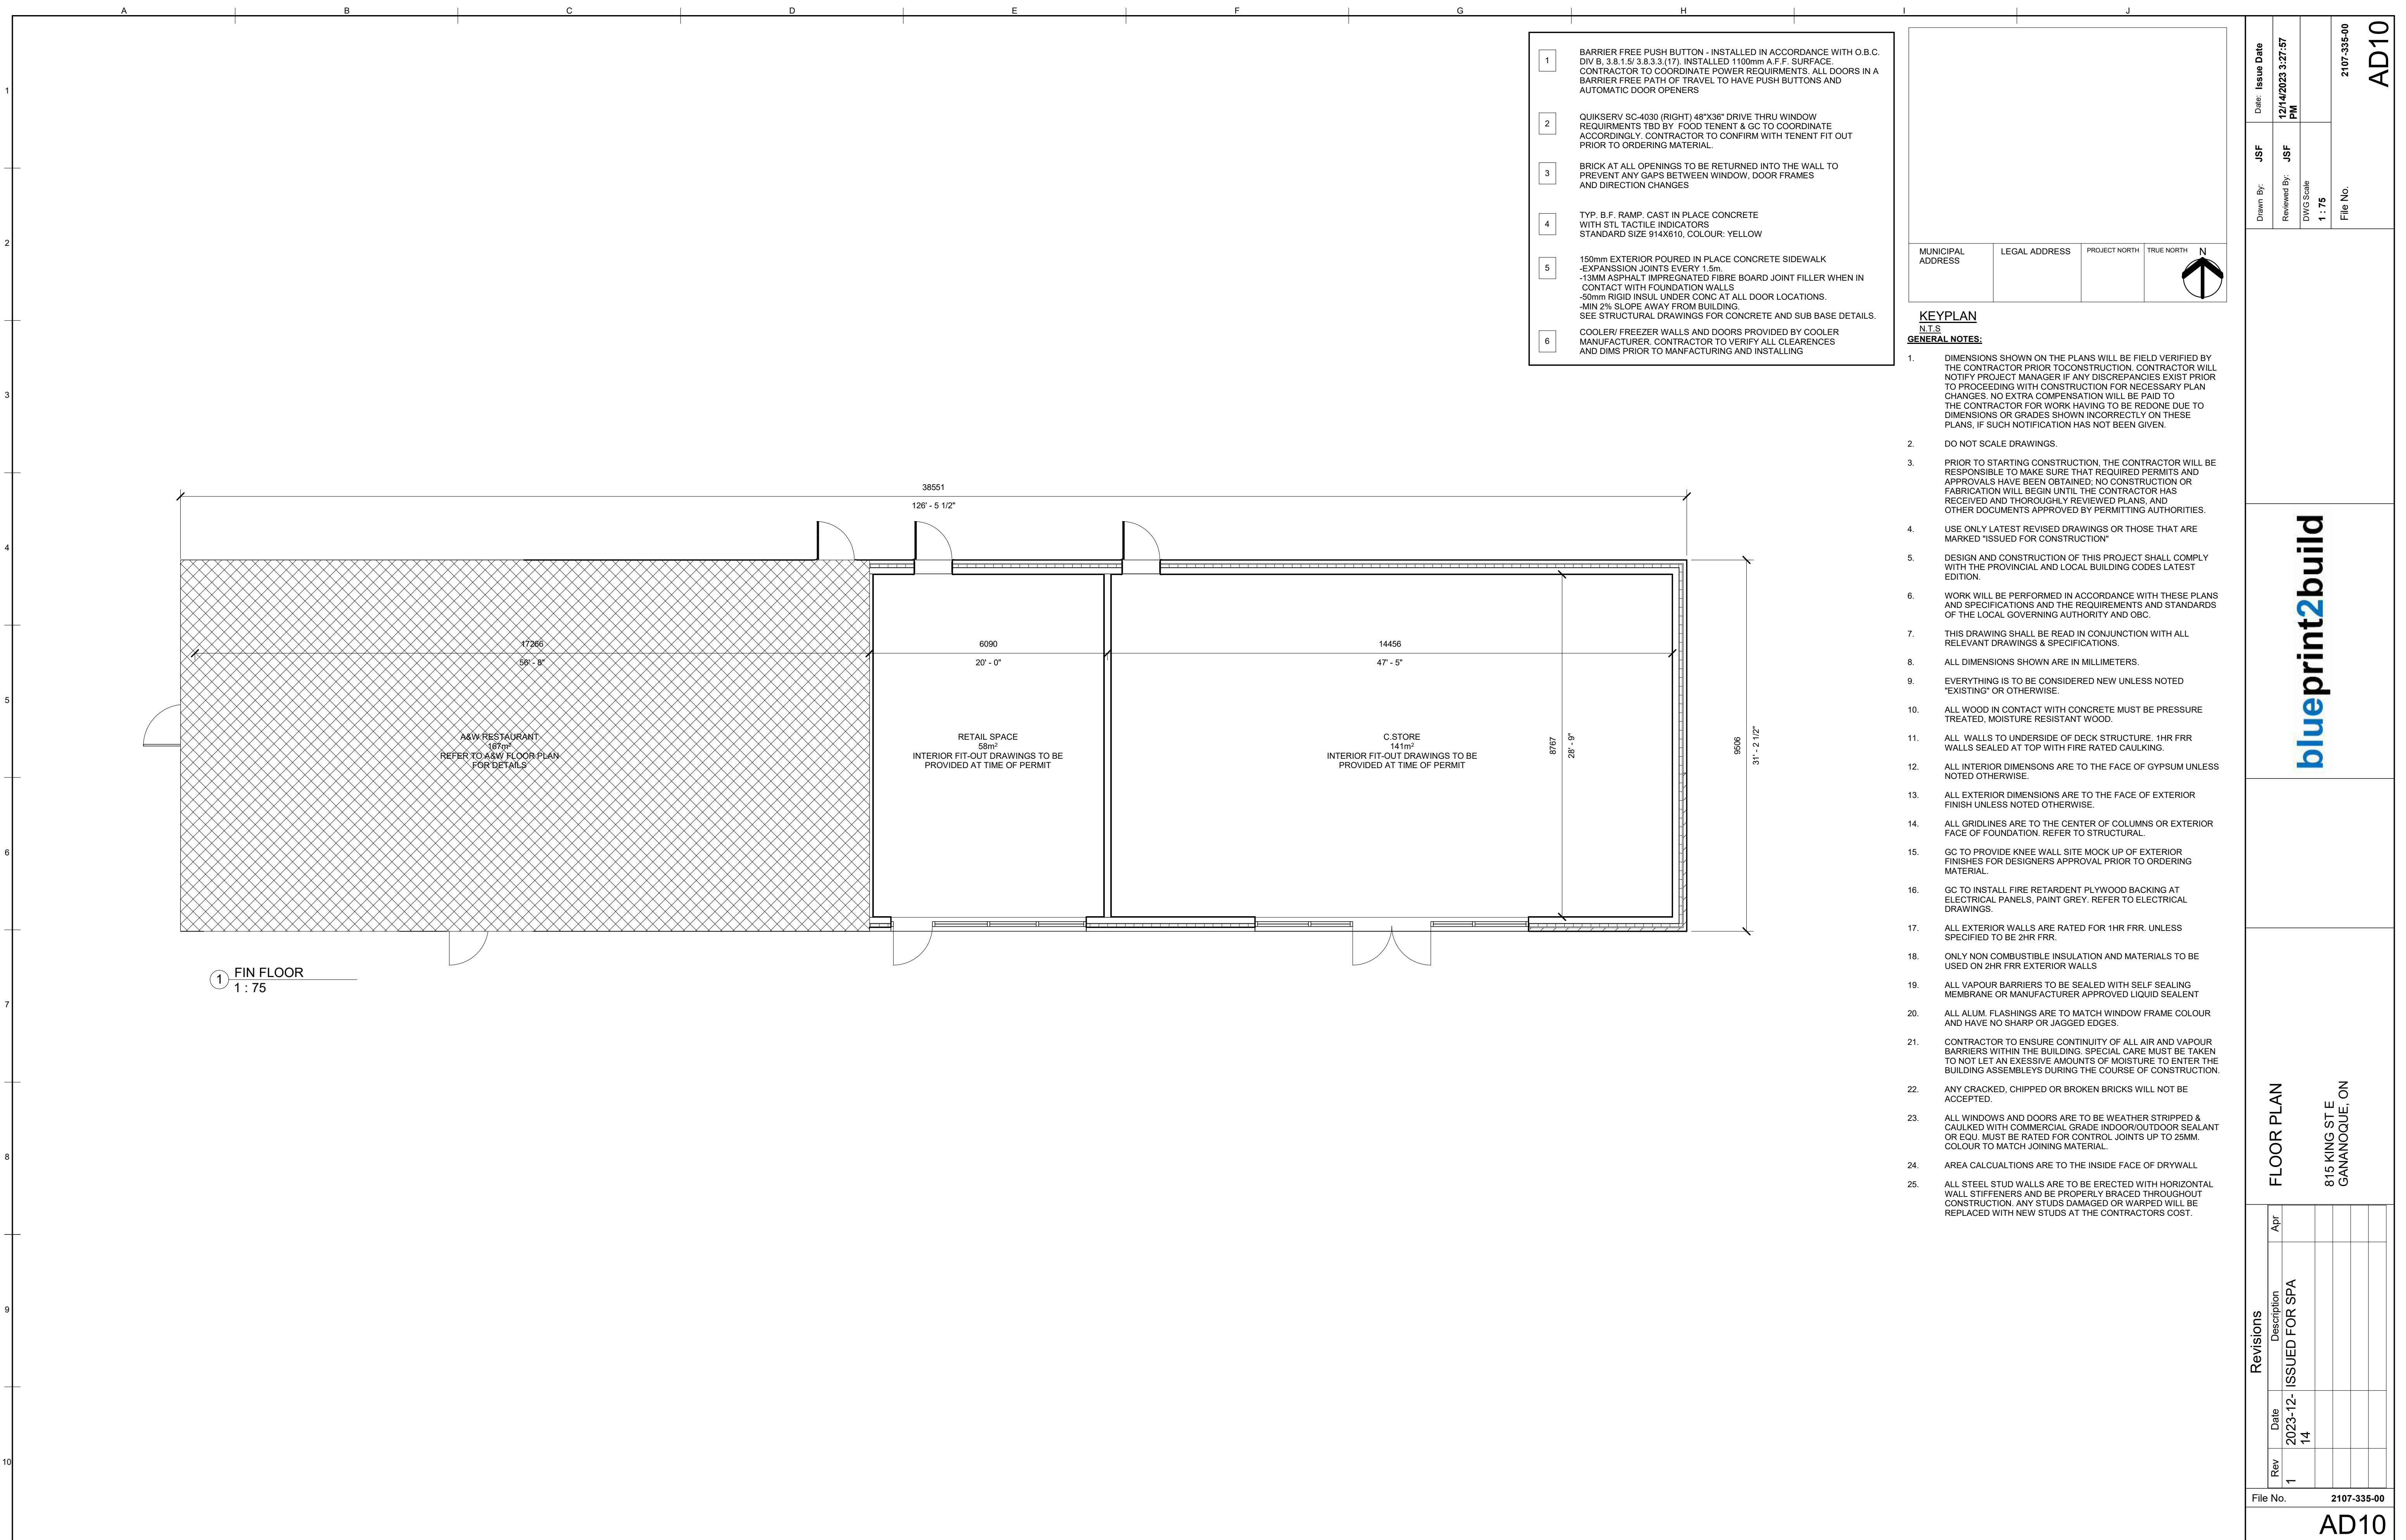 A
B
C
D
E
F
G
H
I
J
1
2
3
4
5
6
7
8
9
10
1
BARRIER FREE PUSH BUTTON - INSTALLED IN ACCORDANCE WITH O.B.C.
DIV B, 3.8.1.5/ 3.8.3.3.(17). INSTALLED 1100mm A.F.F. SURFACE.
CONTRACTOR TO COORDINATE POWER REQUIRMENTS. ALL DOORS IN A
BARRIER FREE PATH OF TRAVEL TO HAVE PUSH BUTTONS AND
AUTOMATIC DOOR OPENERS
2
QUIKSERV SC-4030 (RIGHT) 48"X36" DRIVE THRU WINDOW
REQUIRMENTS TBD BY  FOOD TENENT & GC TO COORDINATE
ACCORDINGLY. CONTRACTOR TO CONFIRM WITH TENENT FIT OUT
PRIOR TO ORDERING MATERIAL.
3
BRICK AT ALL OPENINGS TO BE RETURNED INTO THE WALL TO
PREVENT ANY GAPS BETWEEN WINDOW, DOOR FRAMES
AND DIRECTION CHANGES
4
TYP. B.F. RAMP. CAST IN PLACE CONCRETE
WITH STL TACTILE INDICATORS
STANDARD SIZE 914X610, COLOUR: YELLOW
5
150mm EXTERIOR POURED IN PLACE CONCRETE SIDEWALK
-EXPANSSION JOINTS EVERY 1.5m.
-13MM ASPHALT IMPREGNATED FIBRE BOARD JOINT FILLER WHEN IN
CONTACT WITH FOUNDATION WALLS
-50mm RIGID INSUL UNDER CONC AT ALL DOOR LOCATIONS.
-MIN 2% SLOPE AWAY FROM BUILDING.
SEE STRUCTURAL DRAWINGS FOR CONCRETE AND SUB BASE DETAILS.
6
COOLER/ FREEZER WALLS AND DOORS PROVIDED BY COOLER
MANUFACTURER. CONTRACTOR TO VERIFY ALL CLEARENCES
AND DIMS PRIOR TO MANFACTURING AND INSTALLING
MUNICIPAL
ADDRESS
LEGAL ADDRESS
PROJECT NORTH
TRUE NORTH
N
KEYPLAN
N.T.S
GENERAL NOTES:
1. DIMENSIONS SHOWN ON THE PLANS WILL BE FIELD VERIFIED BY
THE CONTRACTOR PRIOR TOCONSTRUCTION. CONTRACTOR WILL
NOTIFY PROJECT MANAGER IF ANY DISCREPANCIES EXIST PRIOR
TO PROCEEDING WITH CONSTRUCTION FOR NECESSARY PLAN
CHANGES. NO EXTRA COMPENSATION WILL BE PAID TO
THE CONTRACTOR FOR WORK HAVING TO BE REDONE DUE TO
DIMENSIONS OR GRADES SHOWN INCORRECTLY ON THESE
PLANS, IF SUCH NOTIFICATION HAS NOT BEEN GIVEN.
2. DO NOT SCALE DRAWINGS.
3. PRIOR TO STARTING CONSTRUCTION, THE CONTRACTOR WILL BE
RESPONSIBLE TO MAKE SURE THAT REQUIRED PERMITS AND
APPROVALS HAVE BEEN OBTAINED; NO CONSTRUCTION OR
FABRICATION WILL BEGIN UNTIL THE CONTRACTOR HAS
RECEIVED AND THOROUGHLY REVIEWED PLANS, AND
OTHER DOCUMENTS APPROVED BY PERMITTING AUTHORITIES.
4. USE ONLY LATEST REVISED DRAWINGS OR THOSE THAT ARE
MARKED "ISSUED FOR CONSTRUCTION"
5. DESIGN AND CONSTRUCTION OF THIS PROJECT SHALL COMPLY
WITH THE PROVINCIAL AND LOCAL BUILDING CODES LATEST
EDITION.
6. WORK WILL BE PERFORMED IN ACCORDANCE WITH THESE PLANS
AND SPECIFICATIONS AND THE REQUIREMENTS AND STANDARDS
OF THE LOCAL GOVERNING AUTHORITY AND OBC.
7. THIS DRAWING SHALL BE READ IN CONJUNCTION WITH ALL
RELEVANT DRAWINGS & SPECIFICATIONS.
8. ALL DIMENSIONS SHOWN ARE IN MILLIMETERS.
9. EVERYTHING IS TO BE CONSIDERED NEW UNLESS NOTED
"EXISTING" OR OTHERWISE.
10. ALL WOOD IN CONTACT WITH CONCRETE MUST BE PRESSURE
TREATED, MOISTURE RESISTANT WOOD.
11. ALL  WALLS TO UNDERSIDE OF DECK STRUCTURE. 1HR FRR
WALLS SEALED AT TOP WITH FIRE RATED CAULKING.
12. ALL INTERIOR DIMENSONS ARE TO THE FACE OF GYPSUM UNLESS
NOTED OTHERWISE.
13. ALL EXTERIOR DIMENSIONS ARE TO THE FACE OF EXTERIOR
FINISH UNLESS NOTED OTHERWISE.
14. ALL GRIDLINES ARE TO THE CENTER OF COLUMNS OR EXTERIOR
FACE OF FOUNDATION. REFER TO STRUCTURAL.
15. GC TO PROVIDE KNEE WALL SITE MOCK UP OF EXTERIOR
FINISHES FOR DESIGNERS APPROVAL PRIOR TO ORDERING
MATERIAL.
16. GC TO INSTALL FIRE RETARDENT PLYWOOD BACKING AT
ELECTRICAL PANELS, PAINT GREY. REFER TO ELECTRICAL
DRAWINGS.
17. ALL EXTERIOR WALLS ARE RATED FOR 1HR FRR. UNLESS
SPECIFIED TO BE 2HR FRR.
18. ONLY NON COMBUSTIBLE INSULATION AND MATERIALS TO BE
USED ON 2HR FRR EXTERIOR WALLS
19. ALL VAPOUR BARRIERS TO BE SEALED WITH SELF SEALING
MEMBRANE OR MANUFACTURER APPROVED LIQUID SEALENT
20. ALL ALUM. FLASHINGS ARE TO MATCH WINDOW FRAME COLOUR
AND HAVE NO SHARP OR JAGGED EDGES.
21. CONTRACTOR TO ENSURE CONTINUITY OF ALL AIR AND VAPOUR
BARRIERS WITHIN THE BUILDING. SPECIAL CARE MUST BE TAKEN
TO NOT LET AN EXESSIVE AMOUNTS OF MOISTURE TO ENTER THE
BUILDING ASSEMBLEYS DURING THE COURSE OF CONSTRUCTION.
22. ANY CRACKED, CHIPPED OR BROKEN BRICKS WILL NOT BE
ACCEPTED.
23. ALL WINDOWS AND DOORS ARE TO BE WEATHER STRIPPED &
CAULKED WITH COMMERCIAL GRADE INDOOR/OUTDOOR SEALANT
OR EQU. MUST BE RATED FOR CONTROL JOINTS UP TO 25MM.
COLOUR TO MATCH JOINING MATERIAL.
24. AREA CALCUALTIONS ARE TO THE INSIDE FACE OF DRYWALL
25. ALL STEEL STUD WALLS ARE TO BE ERECTED WITH HORIZONTAL
WALL STIFFENERS AND BE PROPERLY BRACED THROUGHOUT
CONSTRUCTION. ANY STUDS DAMAGED OR WARPED WILL BE
REPLACED WITH NEW STUDS AT THE CONTRACTORS COST.
38551
126' - 5 1/2"
17266
56' - 8"
6090
20' - 0"
14456
47' - 5"
8767
28' - 9"
9506
31' - 2 1/2"
A&W RESTAURANT
167m²
REFER TO A&W FLOOR PLAN
FOR DETAILS
RETAIL SPACE
58m²
INTERIOR FIT-OUT DRAWINGS TO BE
PROVIDED AT TIME OF PERMIT
C.STORE
141m²
INTERIOR FIT-OUT DRAWINGS TO BE
PROVIDED AT TIME OF PERMIT
1 FIN FLOOR
1 : 75
Drawn By: JSF
Date: Issue Date
Reviewed By: JSF
12/14/2023 3:27:57
PM
DWG Scale
1 : 75
File No. 2107-335-00
AD10
blueprint2build
FLOOR PLAN
815 KING ST E
GANANOQUE, ON
Revisions
Rev Date Description Apr
1 2023-12- ISSUED FOR SPA
14
File No. 2107-335-00
AD10